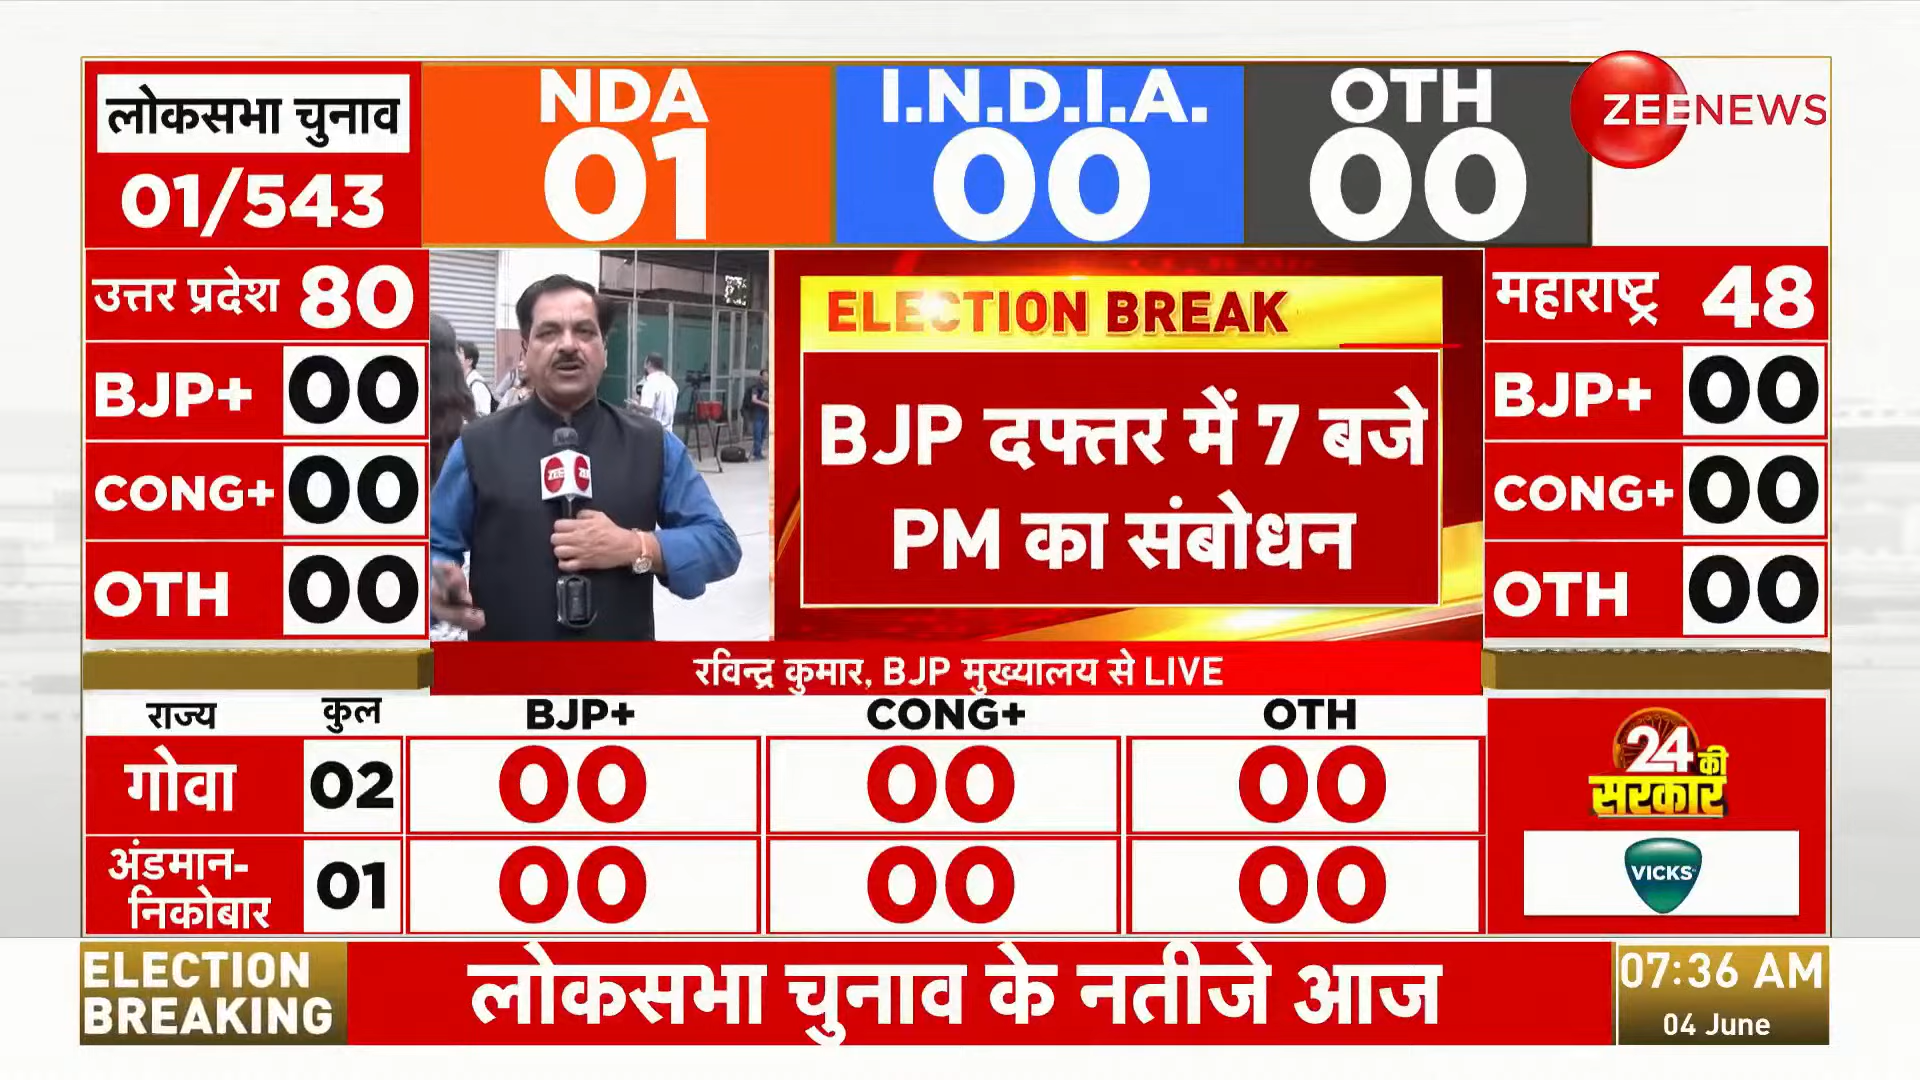 लोकसभा चुनाव
01/543
NDA
01
I.N.D.I.A.
00
OTH
00
ZEENEWS
उत्तर प्रदेश 80
BJP+ 00
CONG+ 00
OTH 00
ZEE
ELECTION BREAK
BJP दफ्तर में 7 बजे
PM का संबोधन
महाराष्ट्र 48
BJP+ 00
CONG+ 00
OTH 00
रविन्द्र कुमार, BJP मुख्यालय से LIVE
राज्य कुल BJP+ CONG+ OTH
गोवा 02 00 00 00
अंडमान-
निकोबार 01 00 00 00
24 की
सरकार
VICKS
ELECTION
BREAKING
लोकसभा चुनाव के नतीजे आज
07:36 AM
04 June